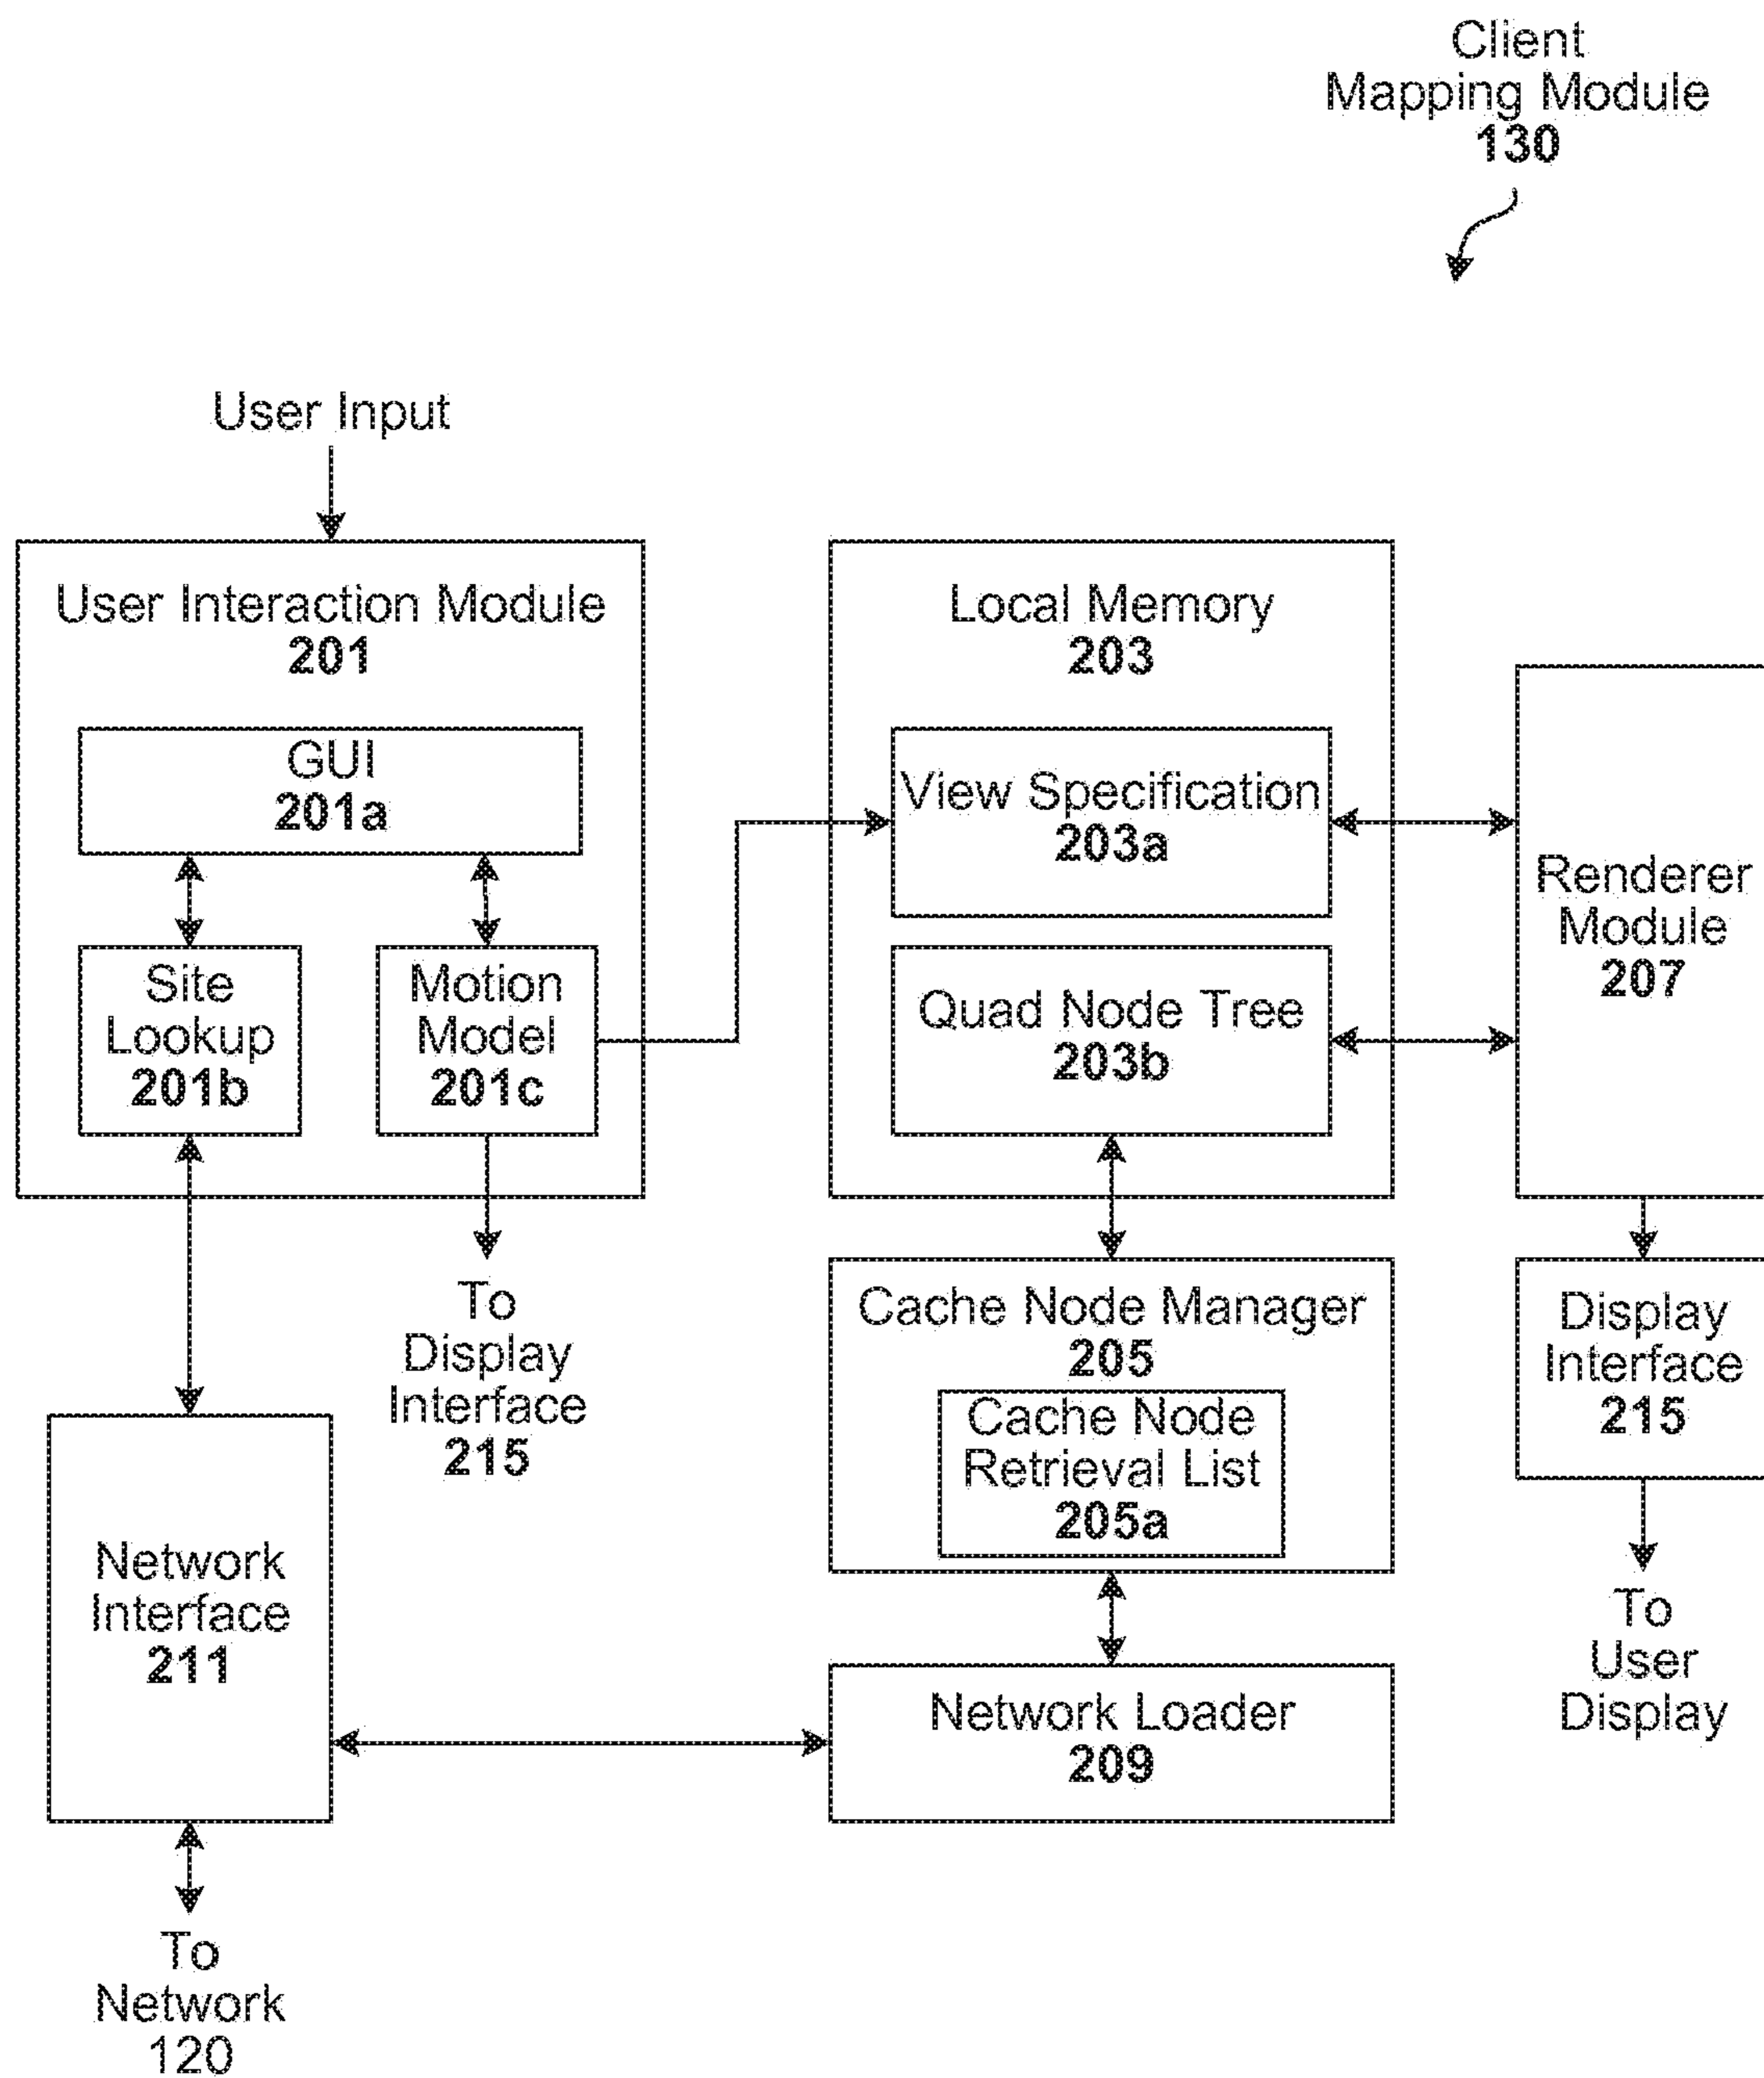 Client
Mapping Module
130
User Input
User Interaction Module
201
GUI
201a
Site
Lookup
201b
Motion
Model
201c
To
Display
Interface
215
Local Memory
203
View Specification
203a
Quad Node Tree
203b
Renderer
Module
207
Cache Node Manager
205
Cache Node
Retrieval List
205a
Display
Interface
215
To
User
Display
Network
Interface
211
Network Loader
209
To
Network
120